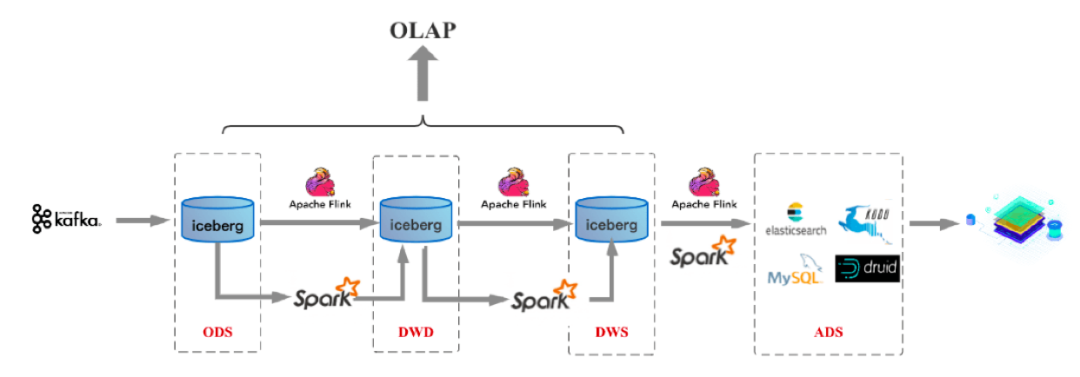 OLAP
Apache Flink
Apache Flink
Apache Flink
kafka
iceberg
iceberg
iceberg
elasticsearch
KUDU
Spark
MySQL
druid
Spark
Spark
ODS
DWD
DWS
ADS